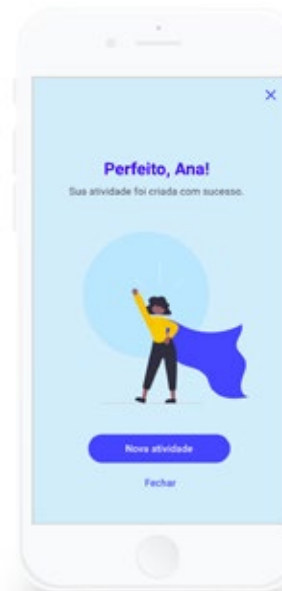 Perfeito, Ana!
Sua atividade foi criada com sucesso.
Nova atividade
Fechar